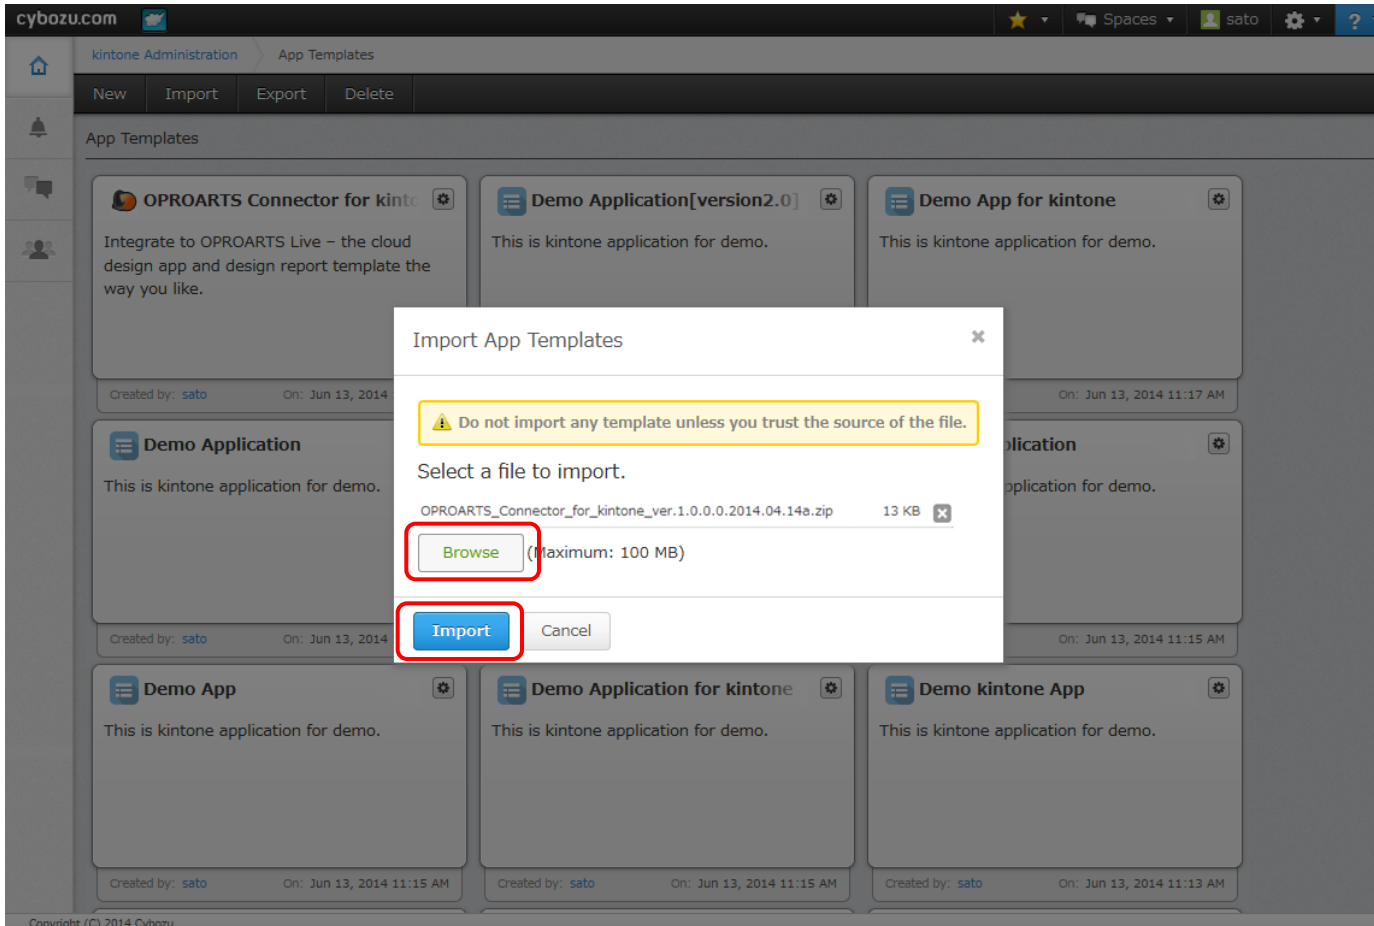 cybozu.com
Spaces
sato
?
kintone Administration
App Templates
New
Import
Export
Delete
App Templates
OPROARTS Connector for kinto
Integrate to OPROARTS Live – the cloud
design app and design report template the
way you like.
Created by: sato
On: Jun 13, 2014
Demo Application[version2.0]
This is kintone application for demo.
Demo App for kintone
This is kintone application for demo.
On: Jun 13, 2014 11:17 AM
Import App Templates
Do not import any template unless you trust the source of the file.
Select a file to import.
OPROARTS_Connector_for_kintone_ver.1.0.0.0.2014.04.14a.zip
13 KB
Browse
(Maximum: 100 MB)
Import
Cancel
Demo Application
This is kintone application for demo.
Created by: sato
On: Jun 13, 2014
plication
pplication for demo.
On: Jun 13, 2014 11:15 AM
Demo App
This is kintone application for demo.
Created by: sato
On: Jun 13, 2014 11:15 AM
Demo Application for kintone
This is kintone application for demo.
Created by: sato
On: Jun 13, 2014 11:15 AM
Demo kintone App
This is kintone application for demo.
Created by: sato
On: Jun 13, 2014 11:13 AM
Copyright (C) 2014 Cybozu